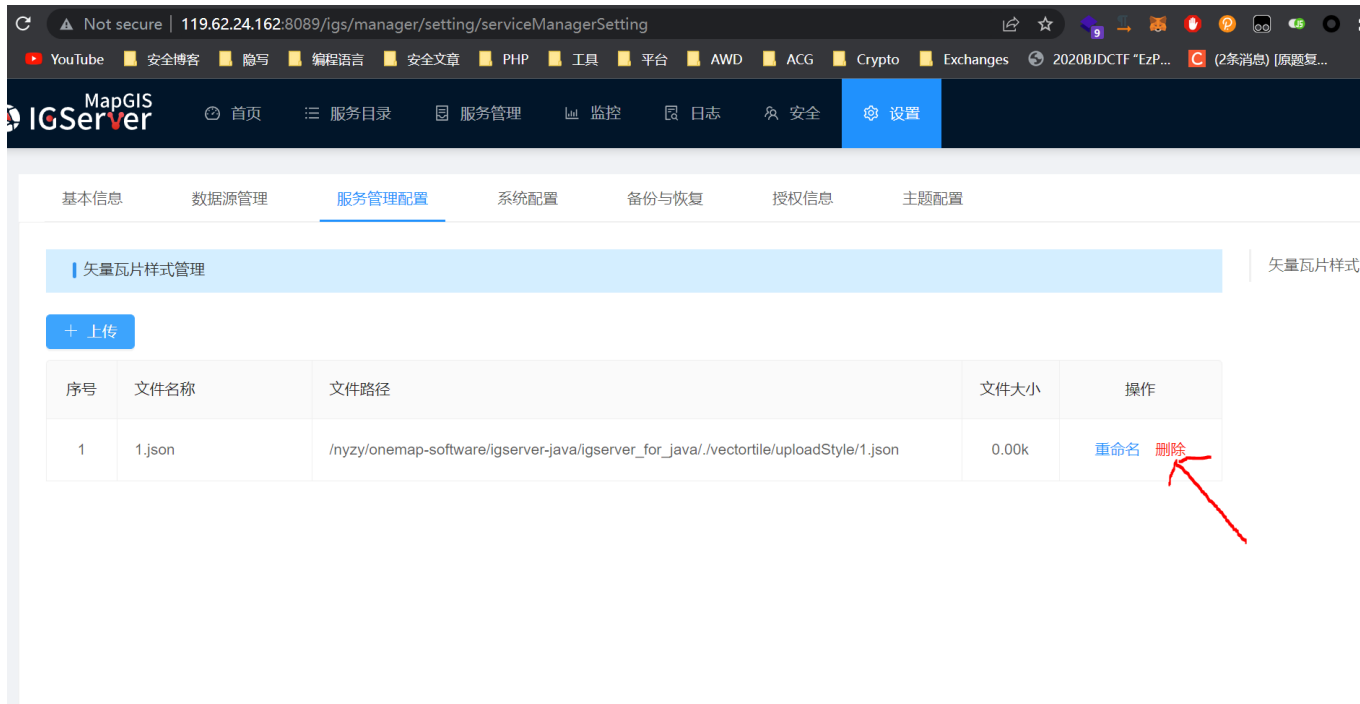 Not secure | 119.62.24.162:8089/igs/manager/setting/serviceManagerSetting 9
YouTube 安全博客 隐写 编程语言 安全文章 PHP 工具 平台 AWD ACG Crypto Exchanges 2020BJDCTF “EzP... C (2条消息) [原题复...
MapGIS
IGServer 首页 服务目录 服务管理 监控 日志 安全 设置
基本信息 数据源管理 服务管理配置 系统配置 备份与恢复 授权信息 主题配置
矢量瓦片样式管理 矢量瓦片样式
+ 上传
序号 文件名称 文件路径 文件大小 操作
1 1.json /nyzy/onemap-software/igserver-java/igserver_for_java/./vectortile/uploadStyle/1.json 0.00k 重命名 删除